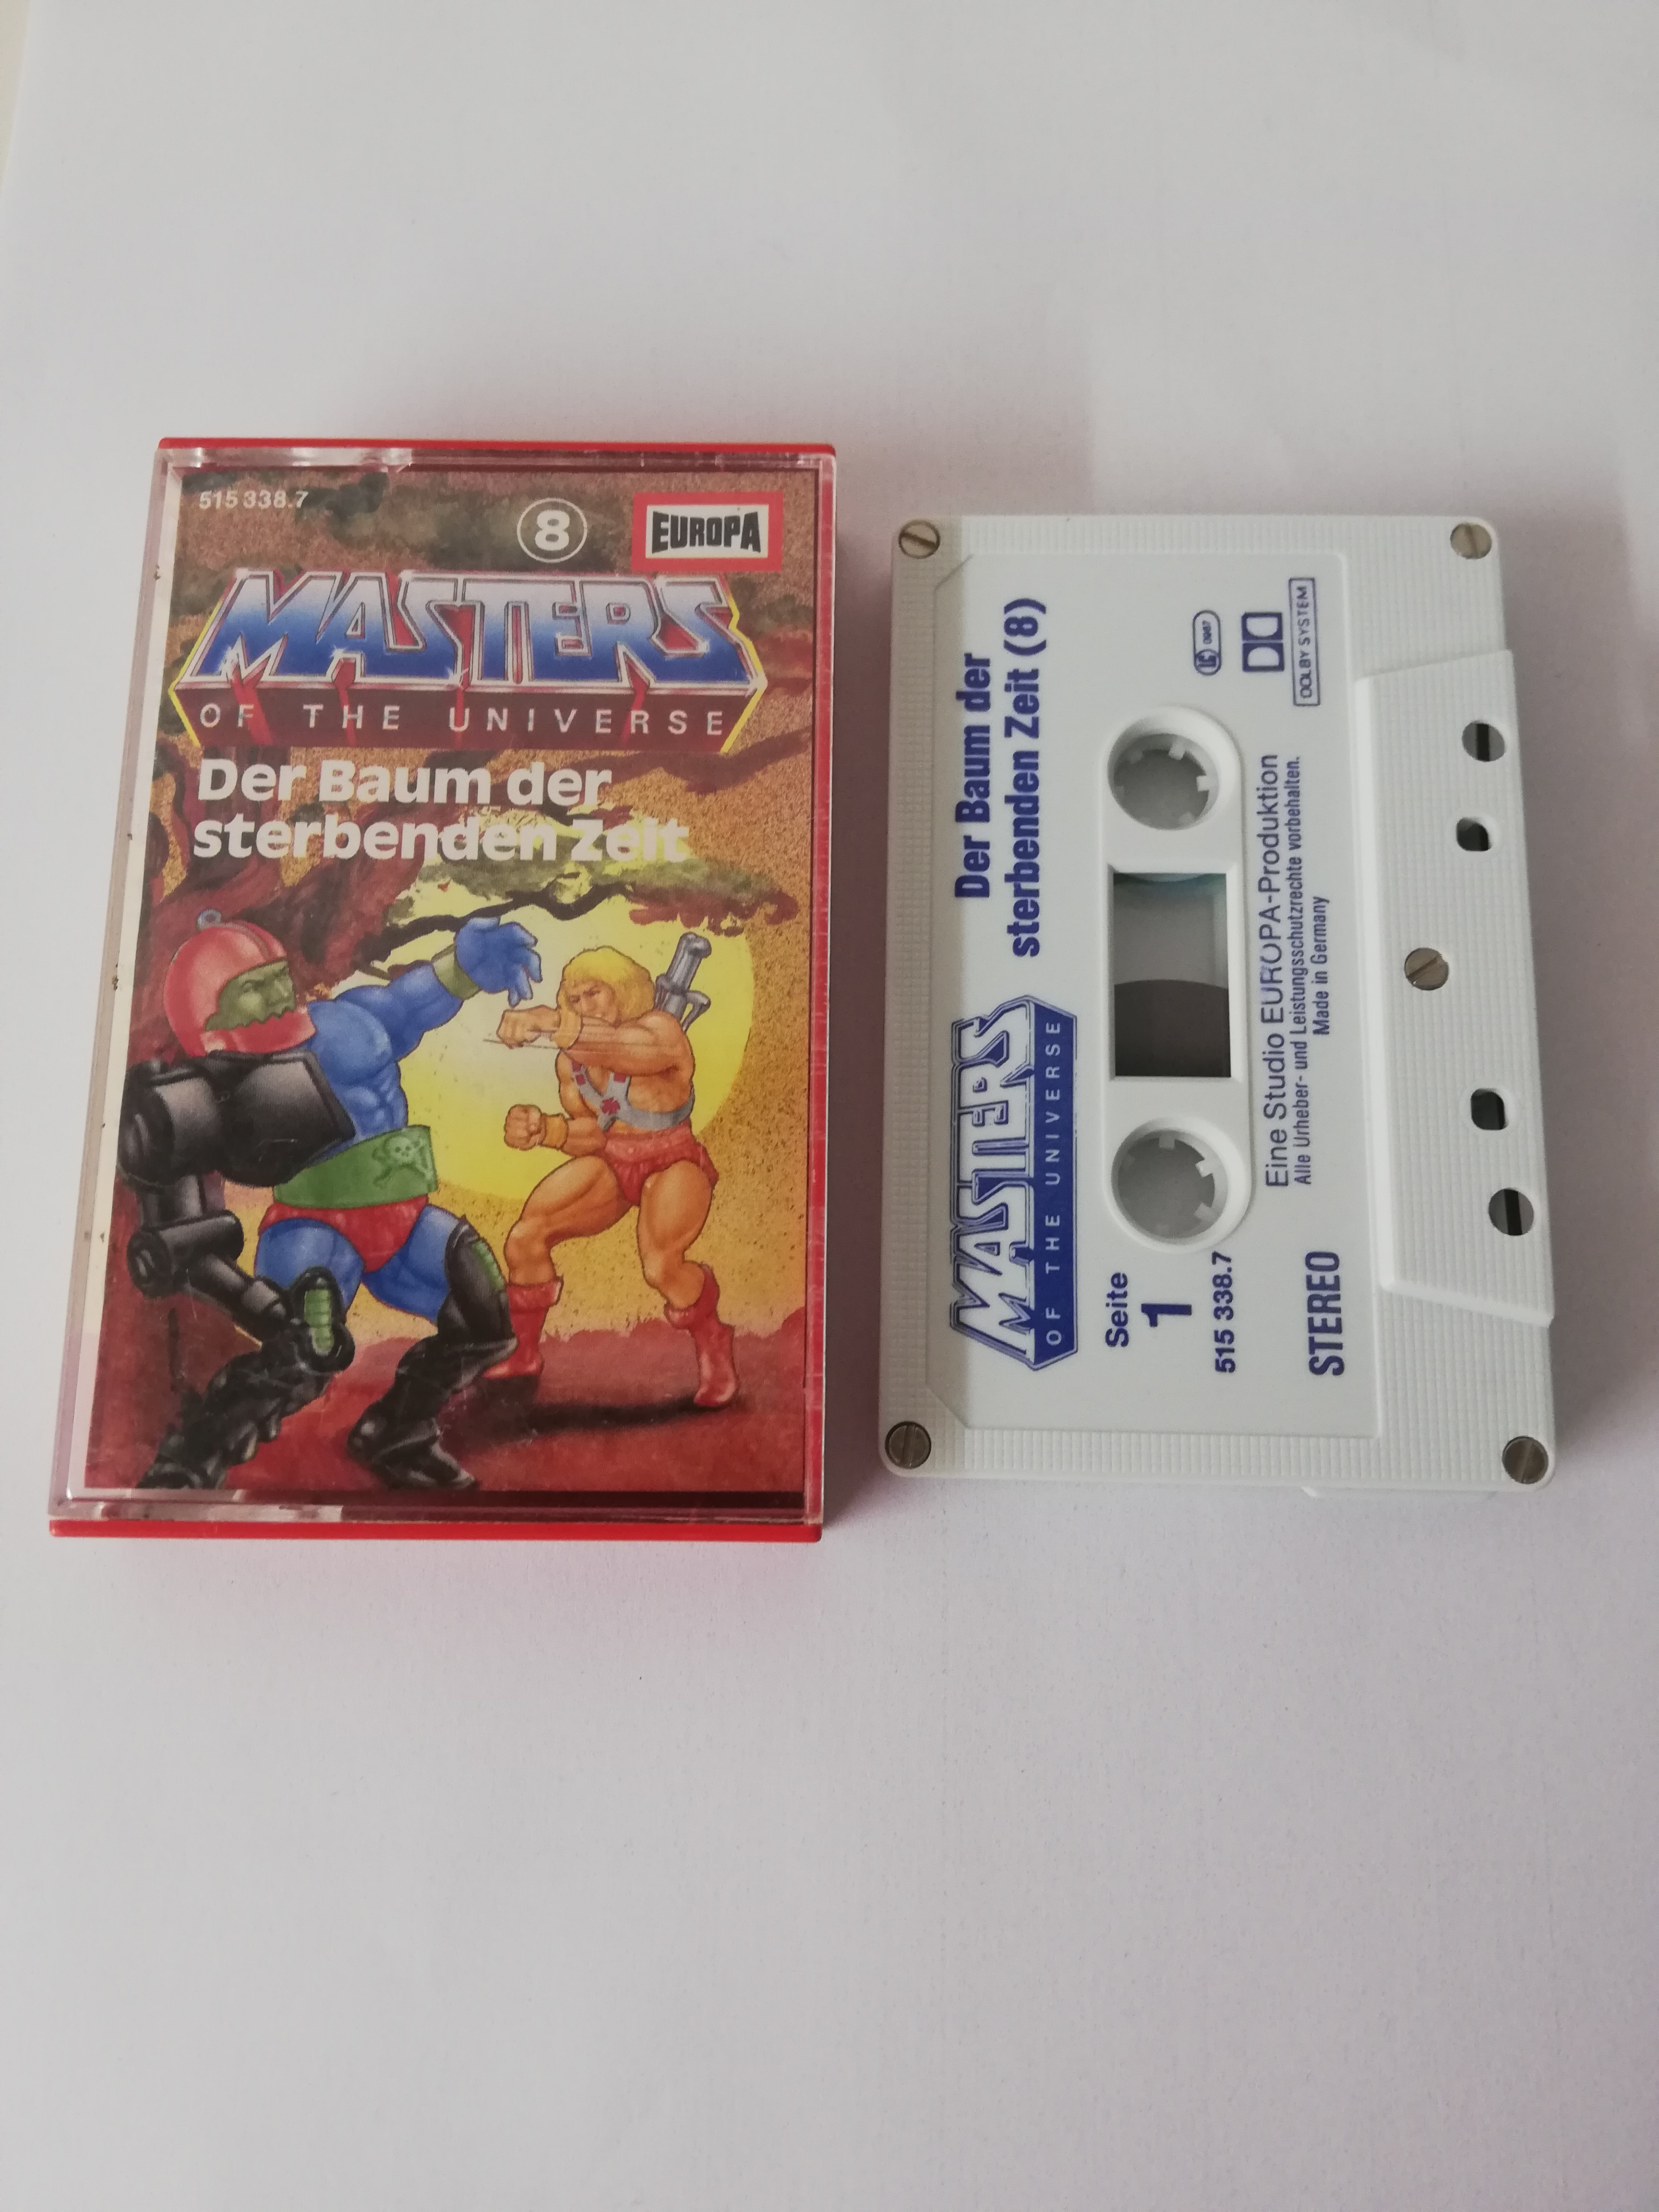 515 338.7
8
EUROPA
MASTERS
OF THE UNIVERSE
Der Baum der
sterbenden Zeit
MASTERS
OF THE UNIVERSE
Der Baum der
sterbenden Zeit (8)
Seite
1
515 338.7
STEREO
LC 0987
DOLBY SYSTEM
Eine Studio EUROPA-Produktion
Alle Urheber- und Leistungsschutzrechte vorbehalten.
Made in Germany